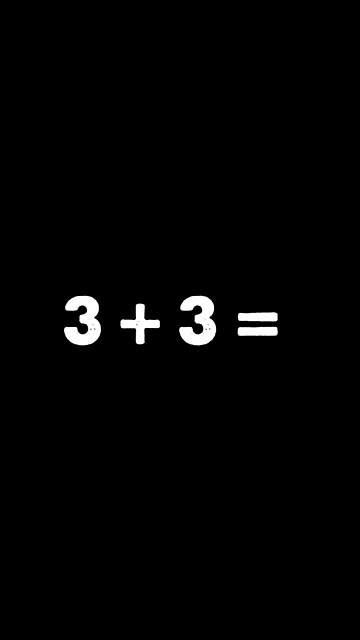 3 + 3 =